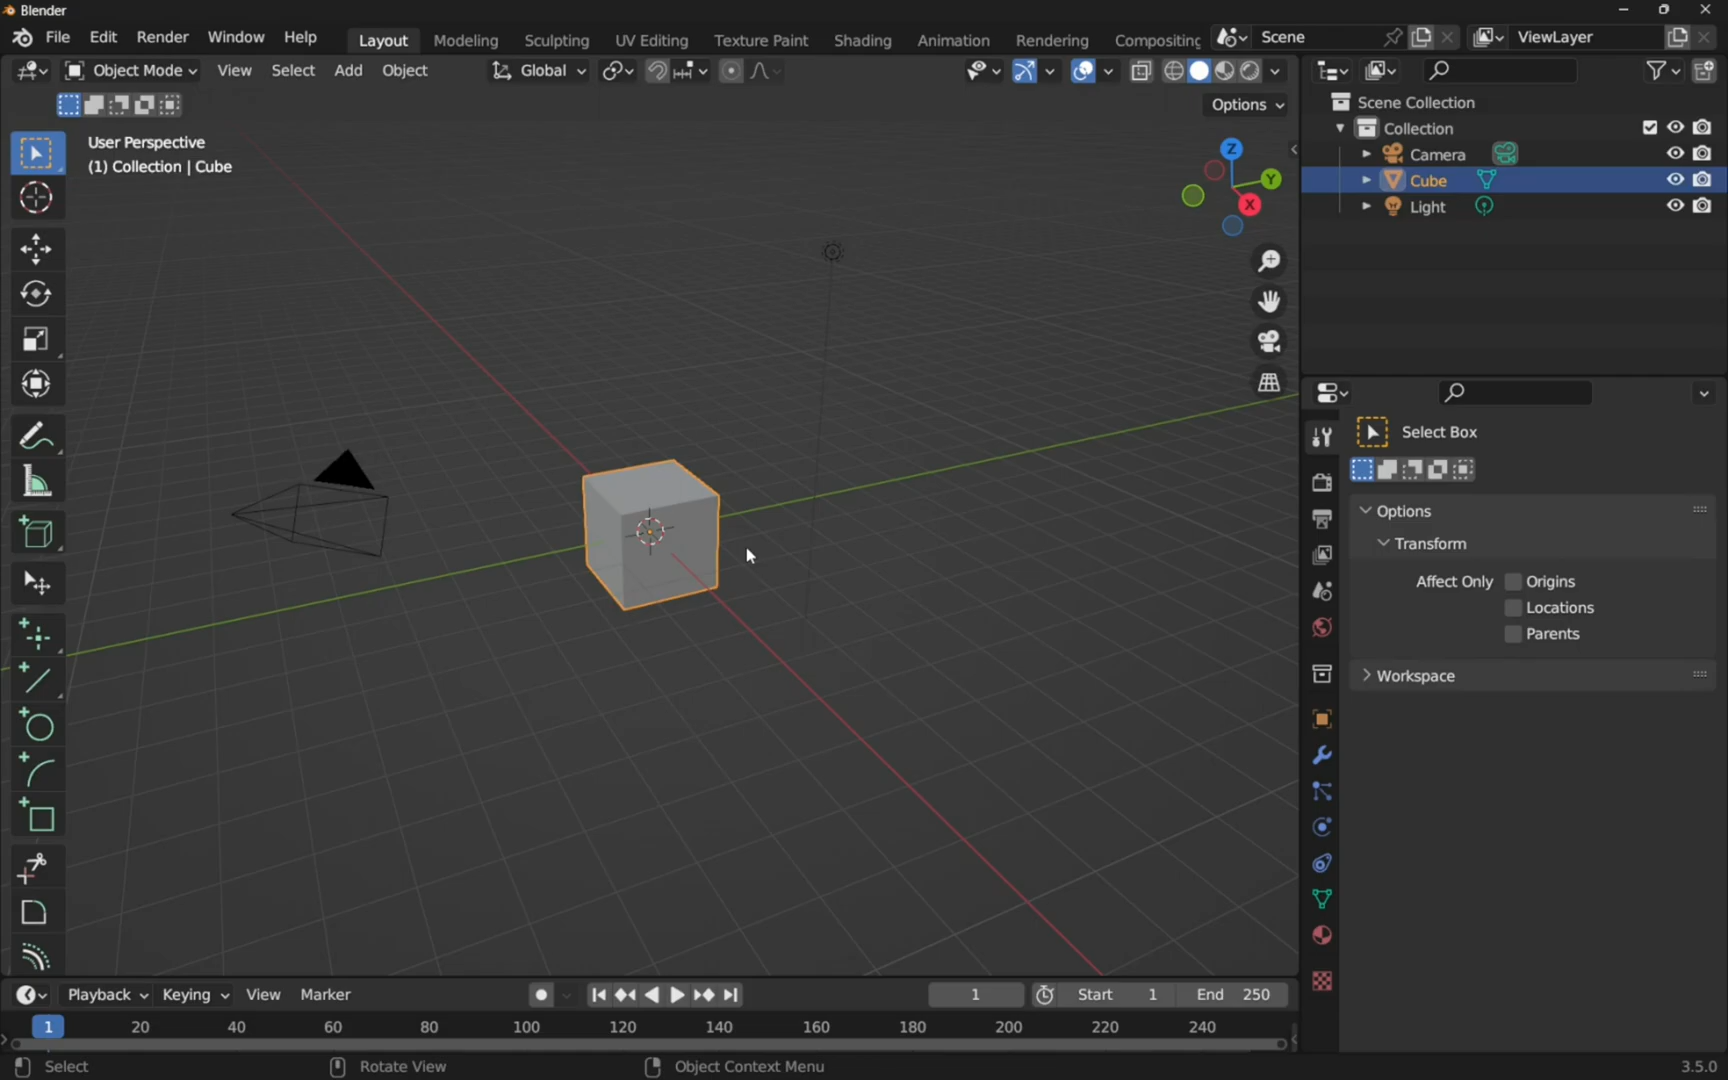 Blender
File Edit Render Window Help Layout Modeling Sculpting UV Editing Texture Paint Shading Animation Rendering Compositing Scene ViewLayer
Object Mode View Select Add Object Global
Options
User Perspective
(1) Collection | Cube
Z
Y
X
Scene Collection
Collection
Camera
Cube
Light
Select Box
Options
Transform
Affect Only Origins
Locations
Parents
Workspace
Playback Keying View Marker 1 Start 1 End 250
1 20 40 60 80 100 120 140 160 180 200 220 240
Select Rotate View Object Context Menu 3.5.0